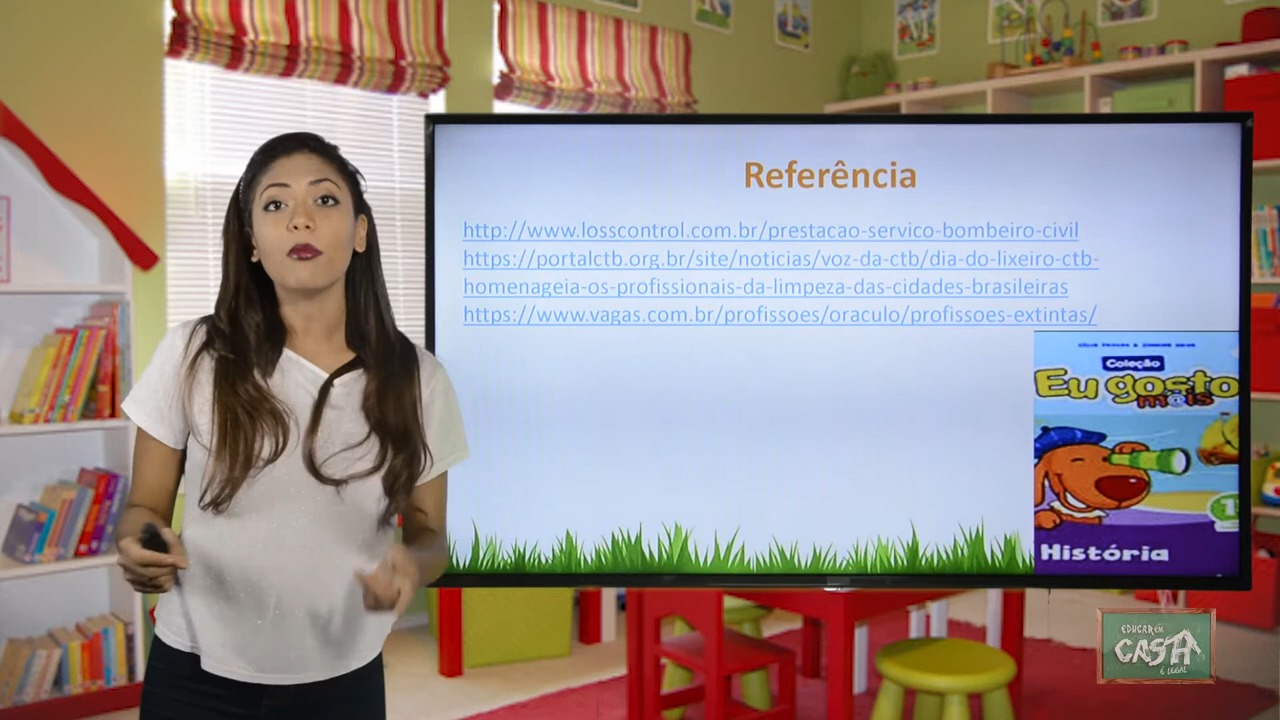 Referência
http://www.losscontrol.com.br/prestacao-servico-bombeiro-civil
https://portalctb.org.br/site/noticias/voz-da-ctb/dia-do-lixeiro-ctb-
homenageia-os-profissionais-da-limpeza-das-cidades-brasileiras
https://www.vagas.com.br/profissoes/oraculo/profissoes-extintas/
Coleção
Eu gosto
m@is
1
História
EDUCAR EM
CASA
É LEGAL